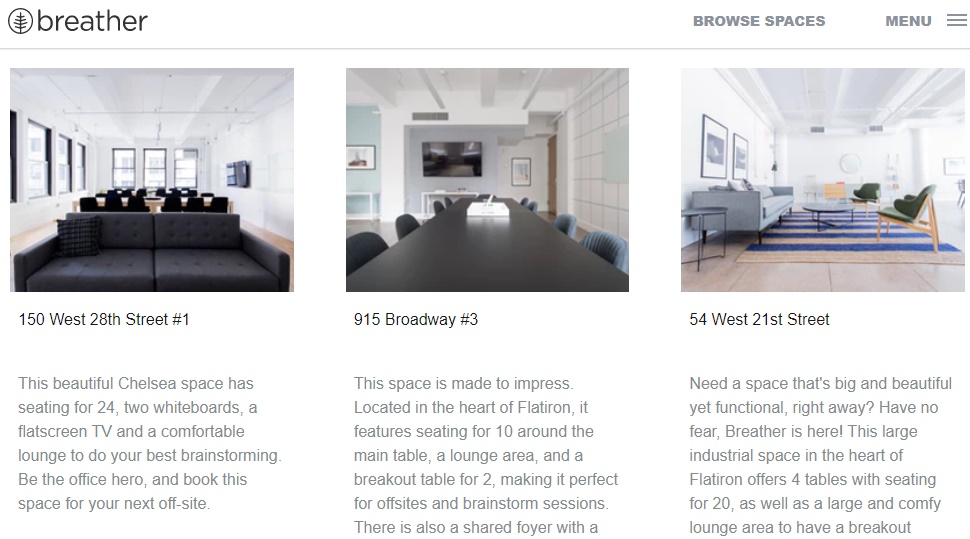 breather
BROWSE SPACES
MENU
150 West 28th Street #1
This beautiful Chelsea space has
seating for 24, two whiteboards, a
flatscreen TV and a comfortable
lounge to do your best brainstorming.
Be the office hero, and book this
space for your next off-site.
915 Broadway #3
This space is made to impress.
Located in the heart of Flatiron, it
features seating for 10 around the
main table, a lounge area, and a
breakout table for 2, making it perfect
for offsites and brainstorm sessions.
There is also a shared foyer with a
54 West 21st Street
Need a space that's big and beautiful
yet functional, right away? Have no
fear, Breather is here! This large
industrial space in the heart of
Flatiron offers 4 tables with seating
for 20, as well as a large and comfy
lounge area to have a breakout